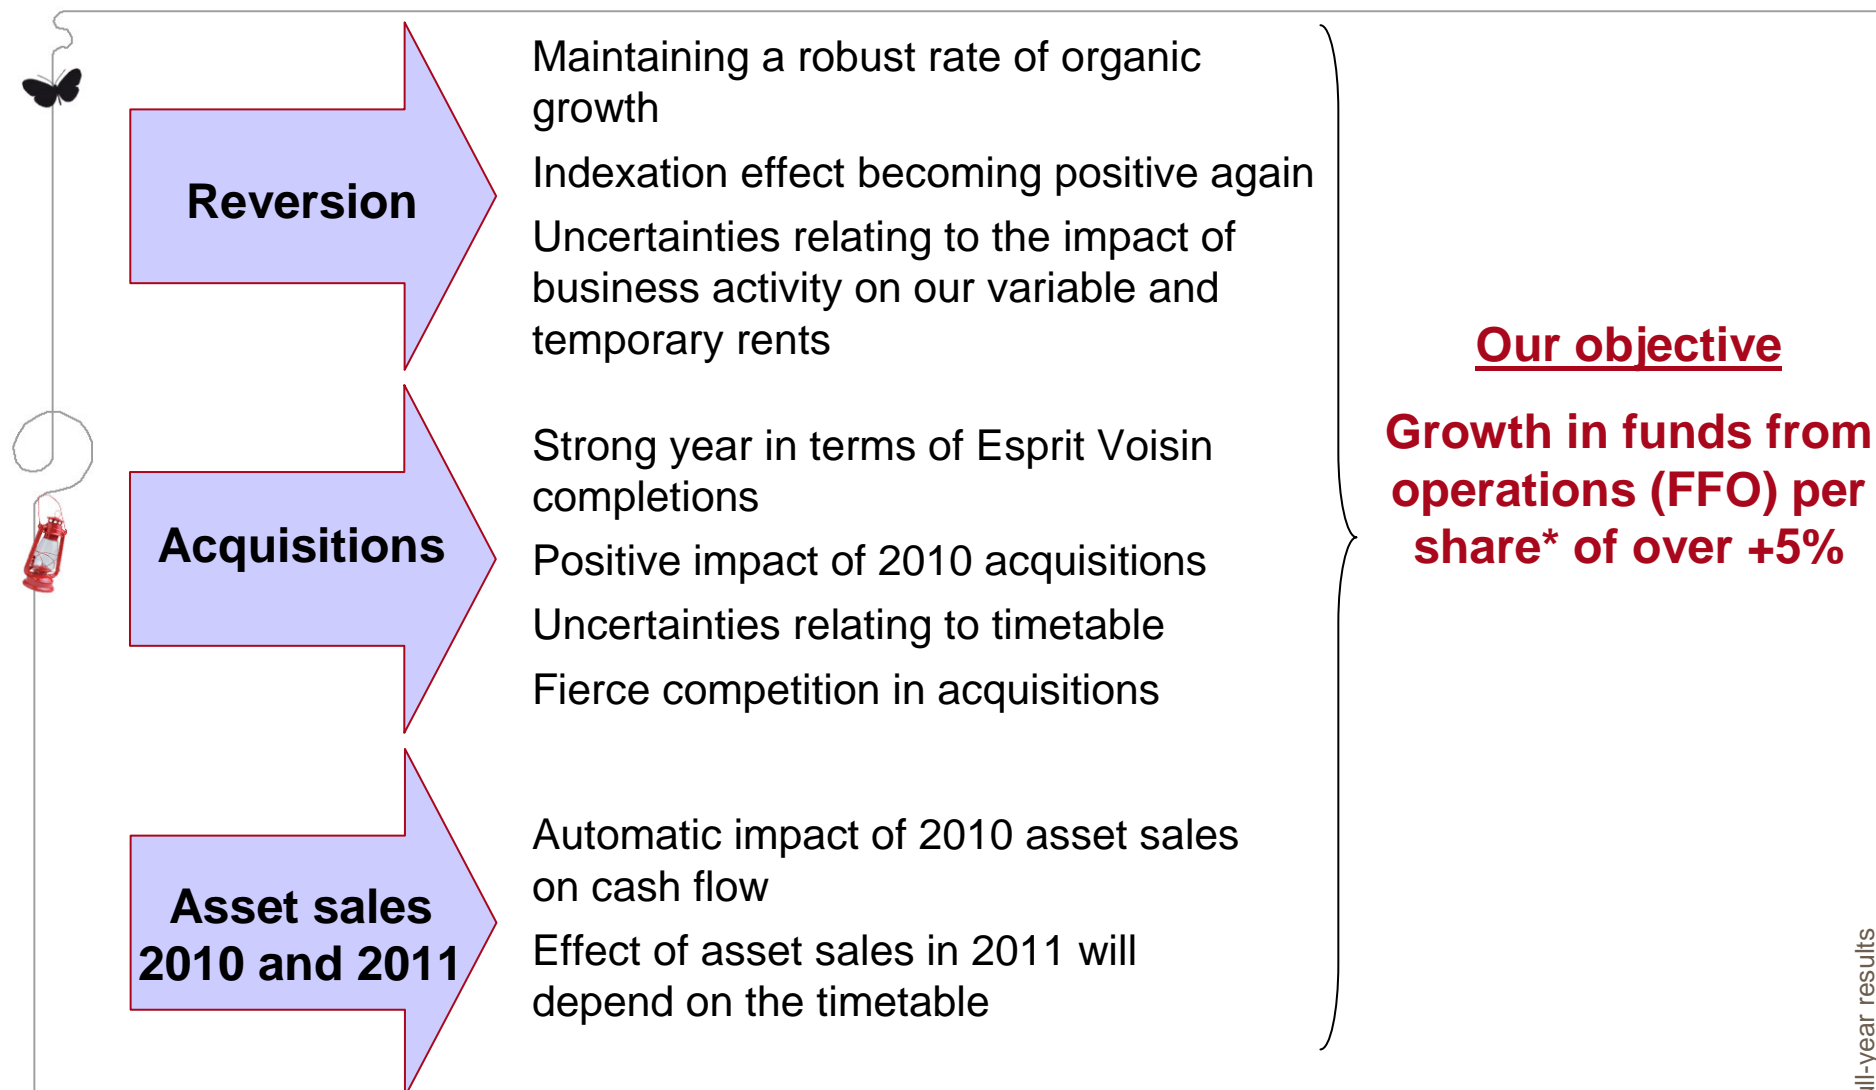 Reversion
Maintaining a robust rate of organic
growth
Indexation effect becoming positive again
Uncertainties relating to the impact of
business activity on our variable and
temporary rents
Acquisitions
Strong year in terms of Esprit Voisin
completions
Positive impact of 2010 acquisitions
Uncertainties relating to timetable
Fierce competition in acquisitions
Asset sales
2010 and 2011
Automatic impact of 2010 asset sales
on cash flow
Effect of asset sales in 2011 will
depend on the timetable
Our objective
Growth in funds from
operations (FFO) per
share* of over +5%
ull-year results